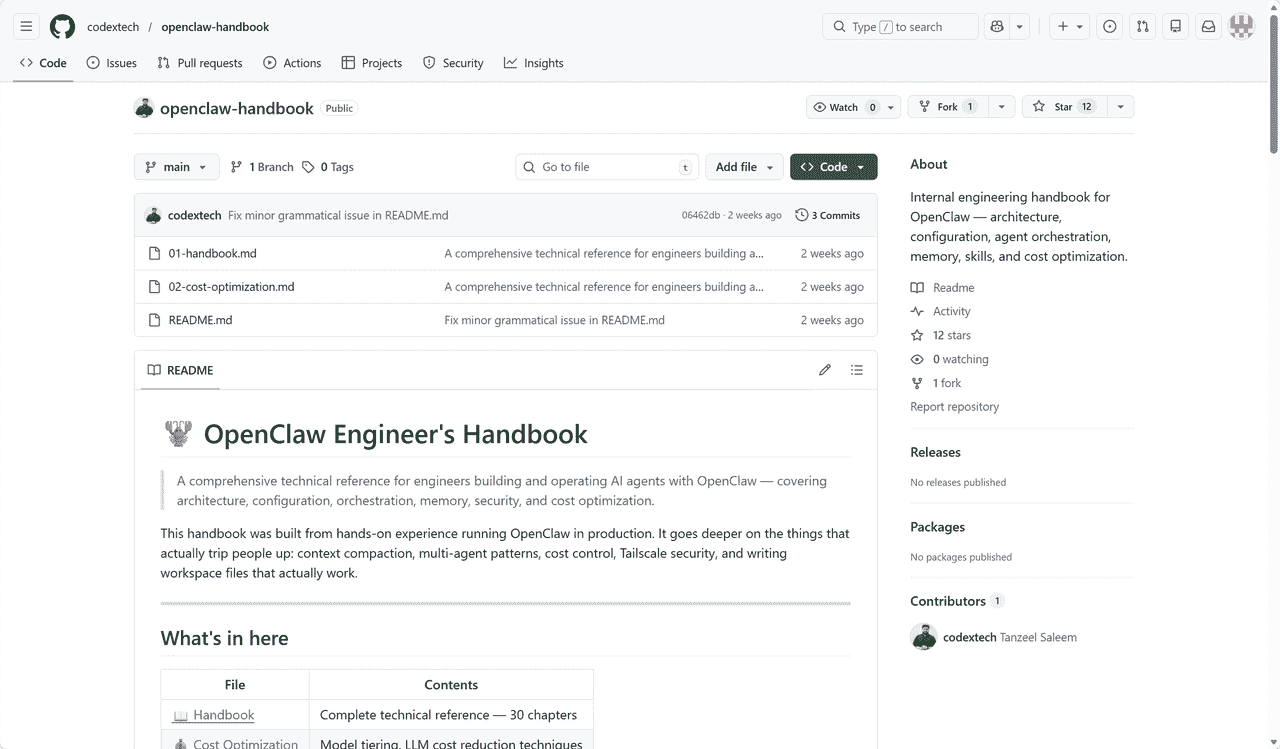 codextech / openclaw-handbook
Type / to search
Code Issues Pull requests Actions Projects Security Insights
openclaw-handbook Public
Watch 0
Fork 1
Star 12
main
1 Branch
0 Tags
Go to file t
Add file
Code
codextech Fix minor grammatical issue in README.md
06462db · 2 weeks ago
3 Commits
01-handbook.md A comprehensive technical reference for engineers building a... 2 weeks ago
02-cost-optimization.md A comprehensive technical reference for engineers building a... 2 weeks ago
README.md Fix minor grammatical issue in README.md 2 weeks ago
README
OpenClaw Engineer's Handbook
A comprehensive technical reference for engineers building and operating AI agents with OpenClaw — covering
architecture, configuration, orchestration, memory, security, and cost optimization.
This handbook was built from hands-on experience running OpenClaw in production. It goes deeper on the things that
actually trip people up: context compaction, multi-agent patterns, cost control, Tailscale security, and writing
workspace files that actually work.
What's in here
File Contents
Handbook Complete technical reference — 30 chapters
Cost Optimization Model tiering, LLM cost reduction techniques
About
Internal engineering handbook for
OpenClaw — architecture,
configuration, agent orchestration,
memory, skills, and cost optimization.
Readme
Activity
12 stars
0 watching
1 fork
Report repository
Releases
No releases published
Packages
No packages published
Contributors 1
codextech Tanzeel Saleem